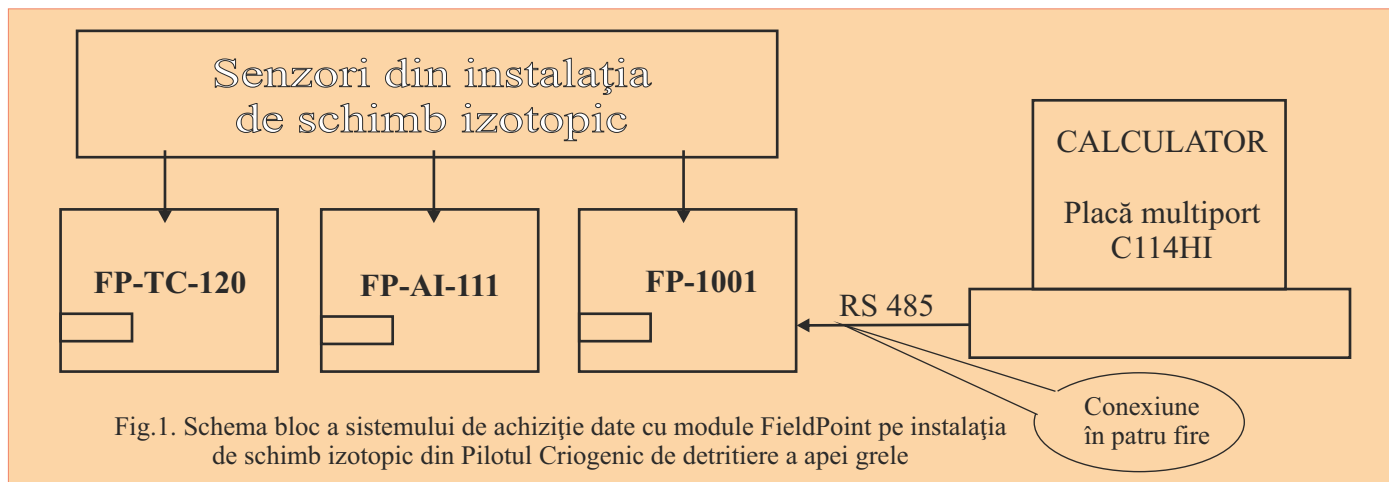 Senzori din instalaţia
de schimb izotopic
CALCULATOR
Placă multiport
C114HI
FP-TC-120
FP-AI-111
FP-1001
RS 485
Conexiune
în patru fire
Fig.1. Schema bloc a sistemului de achiziţie date cu module FieldPoint pe instalaţia
de schimb izotopic din Pilotul Criogenic de detritiere a apei grele